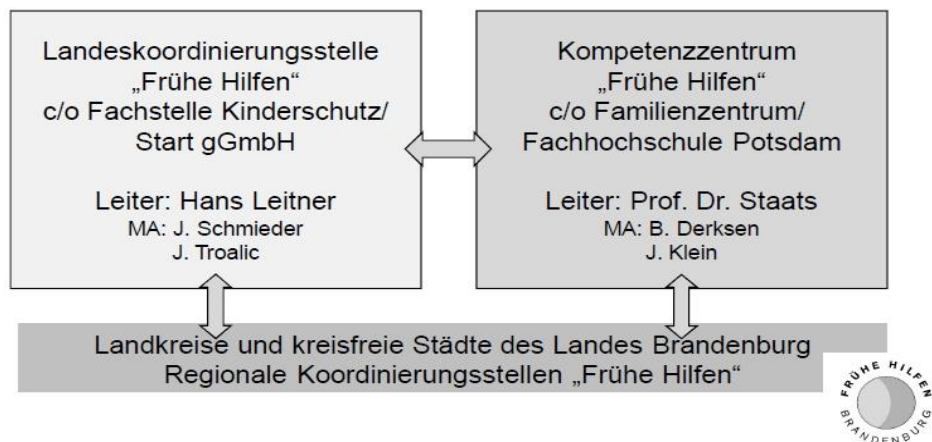 Landeskoordinierungsstelle
„Frühe Hilfen“
c/o Fachstelle Kinderschutz/
Start gGmbH
Leiter: Hans Leitner
MA: J. Schmieder
J. Troalic
Kompetenzzentrum
„Frühe Hilfen“
c/o Familienzentrum/
Fachhochschule Potsdam
Leiter: Prof. Dr. Staats
MA: B. Derksen
J. Klein
Landkreise und kreisfreie Städte des Landes Brandenburg
Regionale Koordinierungsstellen „Frühe Hilfen“
FRÜHE HILFEN
BRANDENBURG